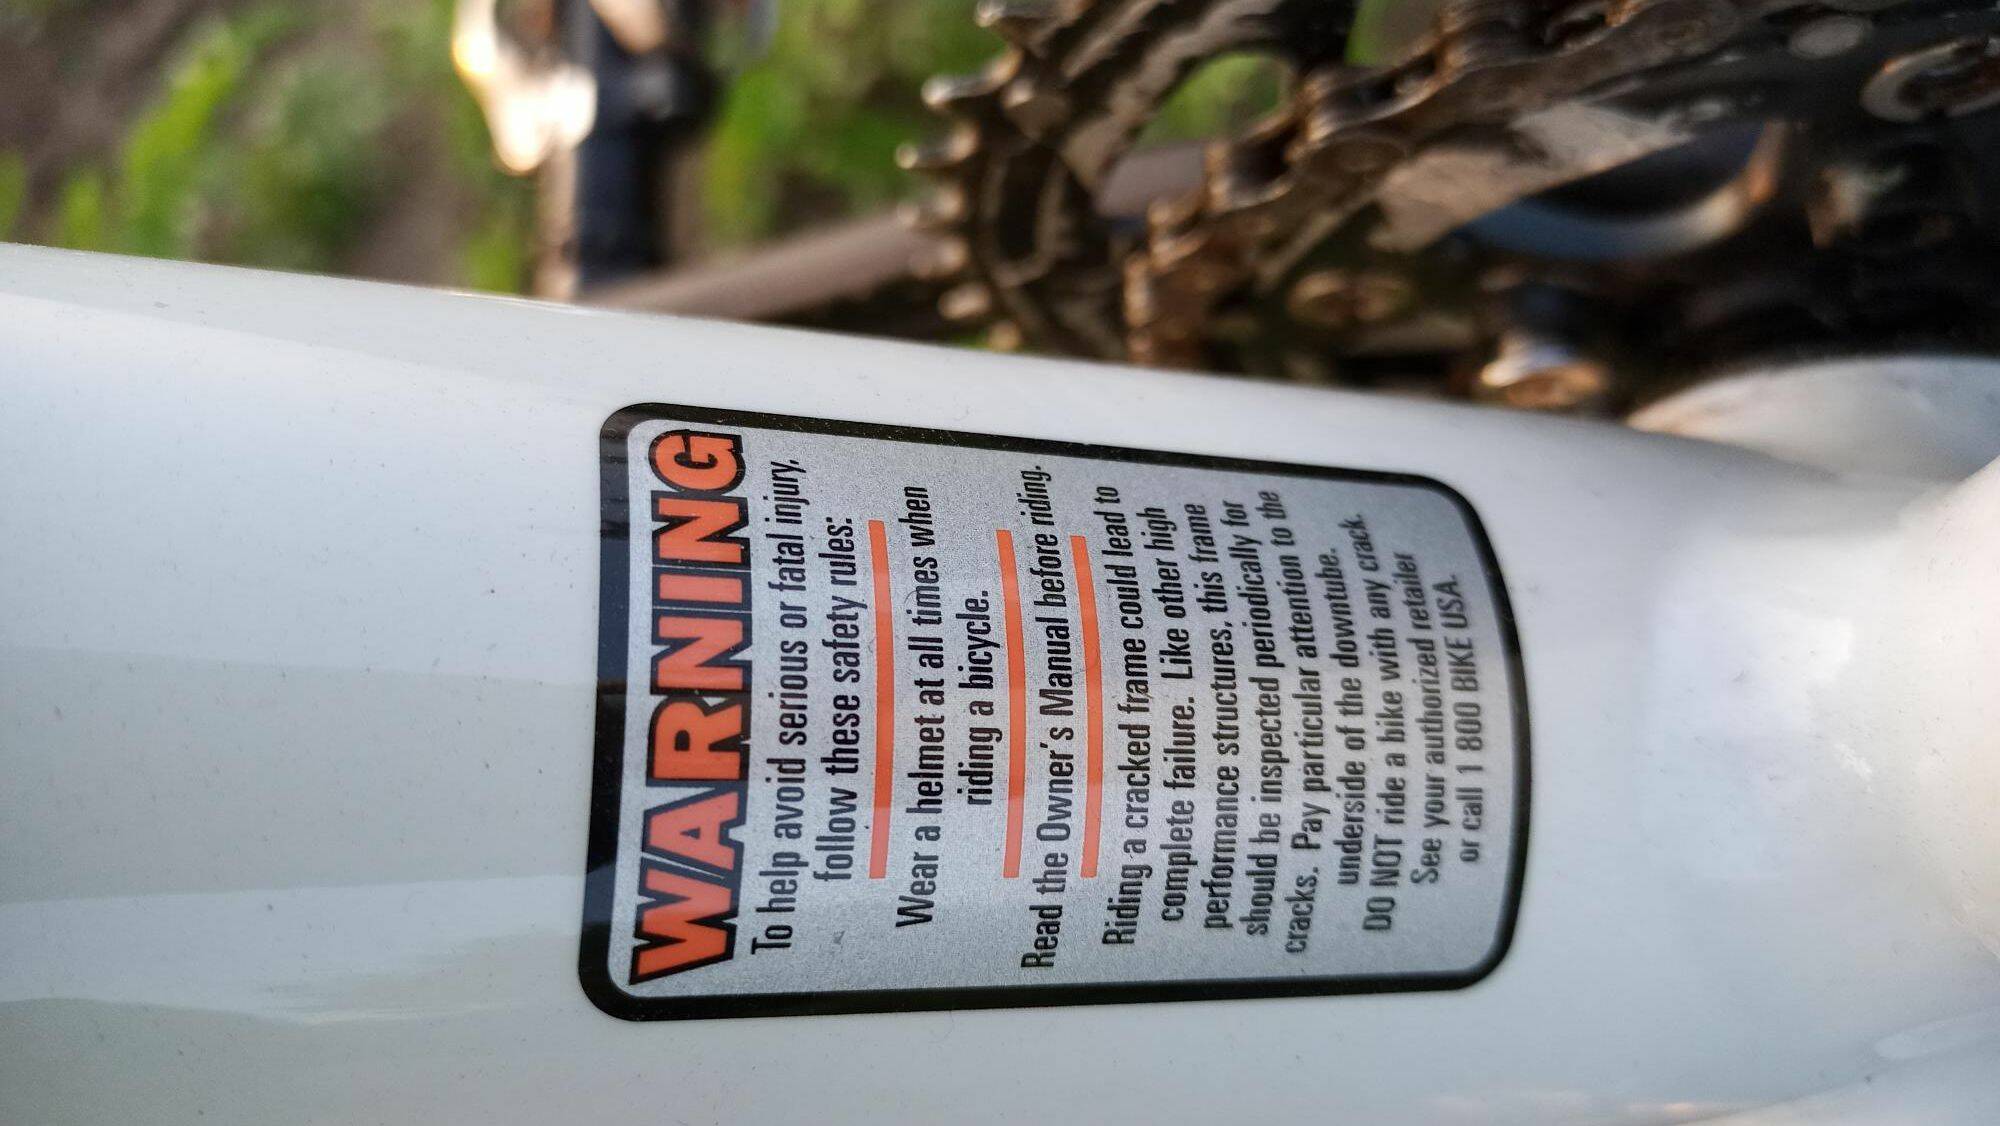 WARNING
To help avoid serious or fatal injury,
follow these safety rules:
Wear a helmet at all times when
riding a bicycle.
Read the Owner's Manual before riding.
Riding a cracked frame could lead to
complete failure. Like other high
performance structures, this frame
should be inspected periodically for
cracks. Pay particular attention to the
underside of the downtube.
DO NOT ride a bike with any crack.
See your authorized retailer
or call 1 800 BIKE USA.